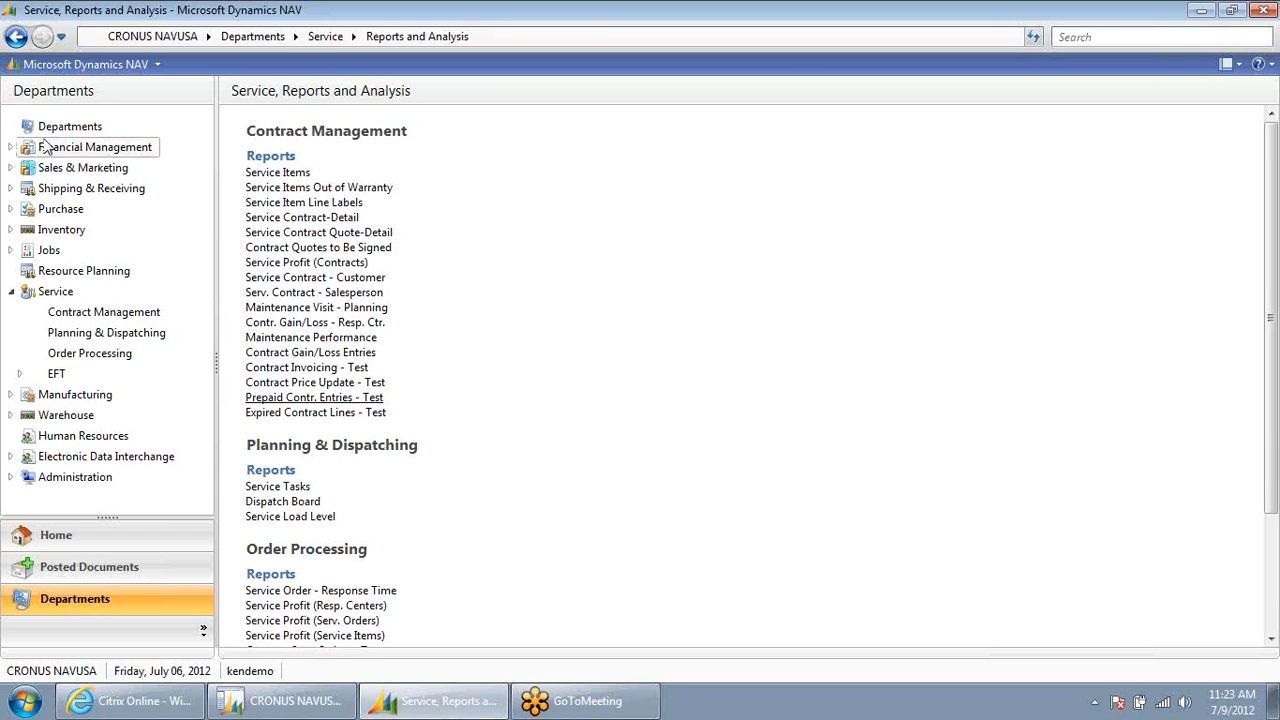 Service, Reports and Analysis - Microsoft Dynamics NAV
CRONUS NAVUSA
Departments
Service
Reports and Analysis
Search
Microsoft Dynamics NAV
Departments
Departments
Financial Management
Sales & Marketing
Shipping & Receiving
Purchase
Inventory
Jobs
Resource Planning
Service
Contract Management
Planning & Dispatching
Order Processing
EFT
Manufacturing
Warehouse
Human Resources
Electronic Data Interchange
Administration
Home
Posted Documents
Departments
Service, Reports and Analysis
Contract Management
Reports
Service Items
Service Items Out of Warranty
Service Item Line Labels
Service Contract-Detail
Service Contract Quote-Detail
Contract Quotes to Be Signed
Service Profit (Contracts)
Service Contract - Customer
Serv. Contract - Salesperson
Maintenance Visit - Planning
Contr. Gain/Loss - Resp. Ctr.
Maintenance Performance
Contract Gain/Loss Entries
Contract Invoicing - Test
Contract Price Update - Test
Prepaid Contr. Entries - Test
Expired Contract Lines - Test
Planning & Dispatching
Reports
Service Tasks
Dispatch Board
Service Load Level
Order Processing
Reports
Service Order - Response Time
Service Profit (Resp. Centers)
Service Profit (Serv. Orders)
Service Profit (Service Items)
CRONUS NAVUSA
Friday, July 06, 2012
kendemo
Citrix Online - Wi...
CRONUS NAVUS...
Service, Reports a...
GoToMeeting
11:23 AM
7/9/2012